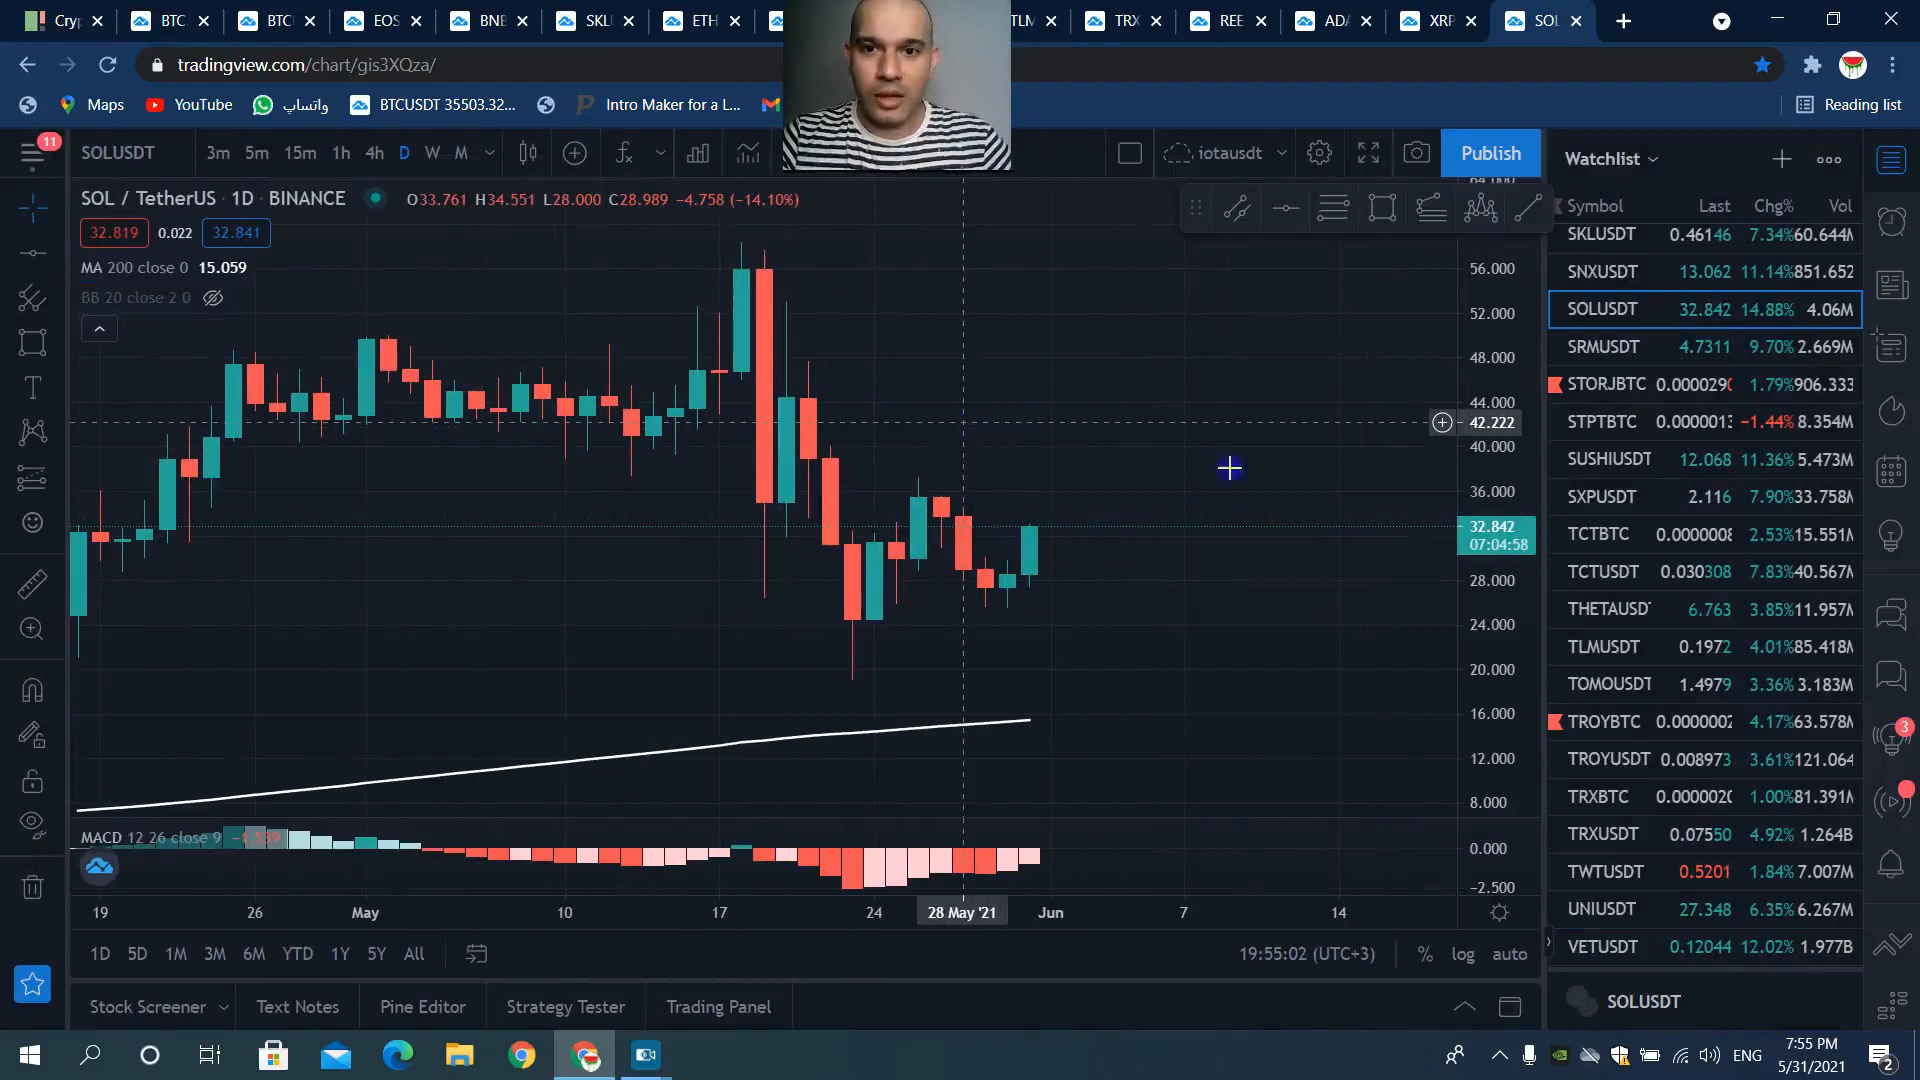 Cryp BTC. BTCI EOS BNB SKLI ETH TLM TRX REE ADA XRP SOL
tradingview.com/chart/gis3XQza/
Maps YouTube واتساپ BTCUSDT 35503.32... Intro Maker for a L... Reading list
11 SOLUSDT 3m 5m 15m 1h 4h D W M iotausdt Publish
SOL / TetherUS · 1D · BINANCE O33.761 H34.551 L28.000 C28.989 −4.758 (−14.10%)
32.819 0.022 32.841
MA 200 close 0 15.059
BB 20 close 2 0
56.000
52.000
48.000
44.000
42.222
40.000
36.000
32.842
07:04:58
28.000
24.000
20.000
16.000
12.000
8.000
MACD 12 26 close 9 −1.539
0.000
−2.500
19 26 May 10 17 24 28 May '21 Jun 7 14
1D 5D 1M 3M 6M YTD 1Y 5Y All 19:55:02 (UTC+3) % log auto
Stock Screener Text Notes Pine Editor Strategy Tester Trading Panel
Watchlist
Symbol Last Chg% Vol
SKLUSDT 0.46146 7.34% 60.644M
SNXUSDT 13.062 11.14% 851.652
SOLUSDT 32.842 14.88% 4.06M
SRMUSDT 4.7311 9.70% 2.669M
STORJBTC 0.0000290 1.79% 906.333
STPTBTC 0.0000013 −1.44% 8.354M
SUSHIUSDT 12.068 11.36% 5.473M
SXPUSDT 2.116 7.90% 33.758M
TCTBTC 0.0000008 2.53% 15.551M
TCTUSDT 0.030308 7.83% 40.567M
THETAUSD 6.763 3.85% 11.957M
TLMUSDT 0.1972 4.01% 85.418M
TOMOUSDT 1.4979 3.36% 3.183M
TROYBTC 0.0000002 4.17% 63.578M
TROYUSDT 0.008973 3.61% 121.064
TRXBTC 0.0000020 1.00% 81.391M
TRXUSDT 0.07550 4.92% 1.264B
TWTUSDT 0.5201 1.84% 7.007M
UNIUSDT 27.348 6.35% 6.267M
VETUSDT 0.12044 12.02% 1.977B
SOLUSDT
3
ENG 7:55 PM
5/31/2021 2